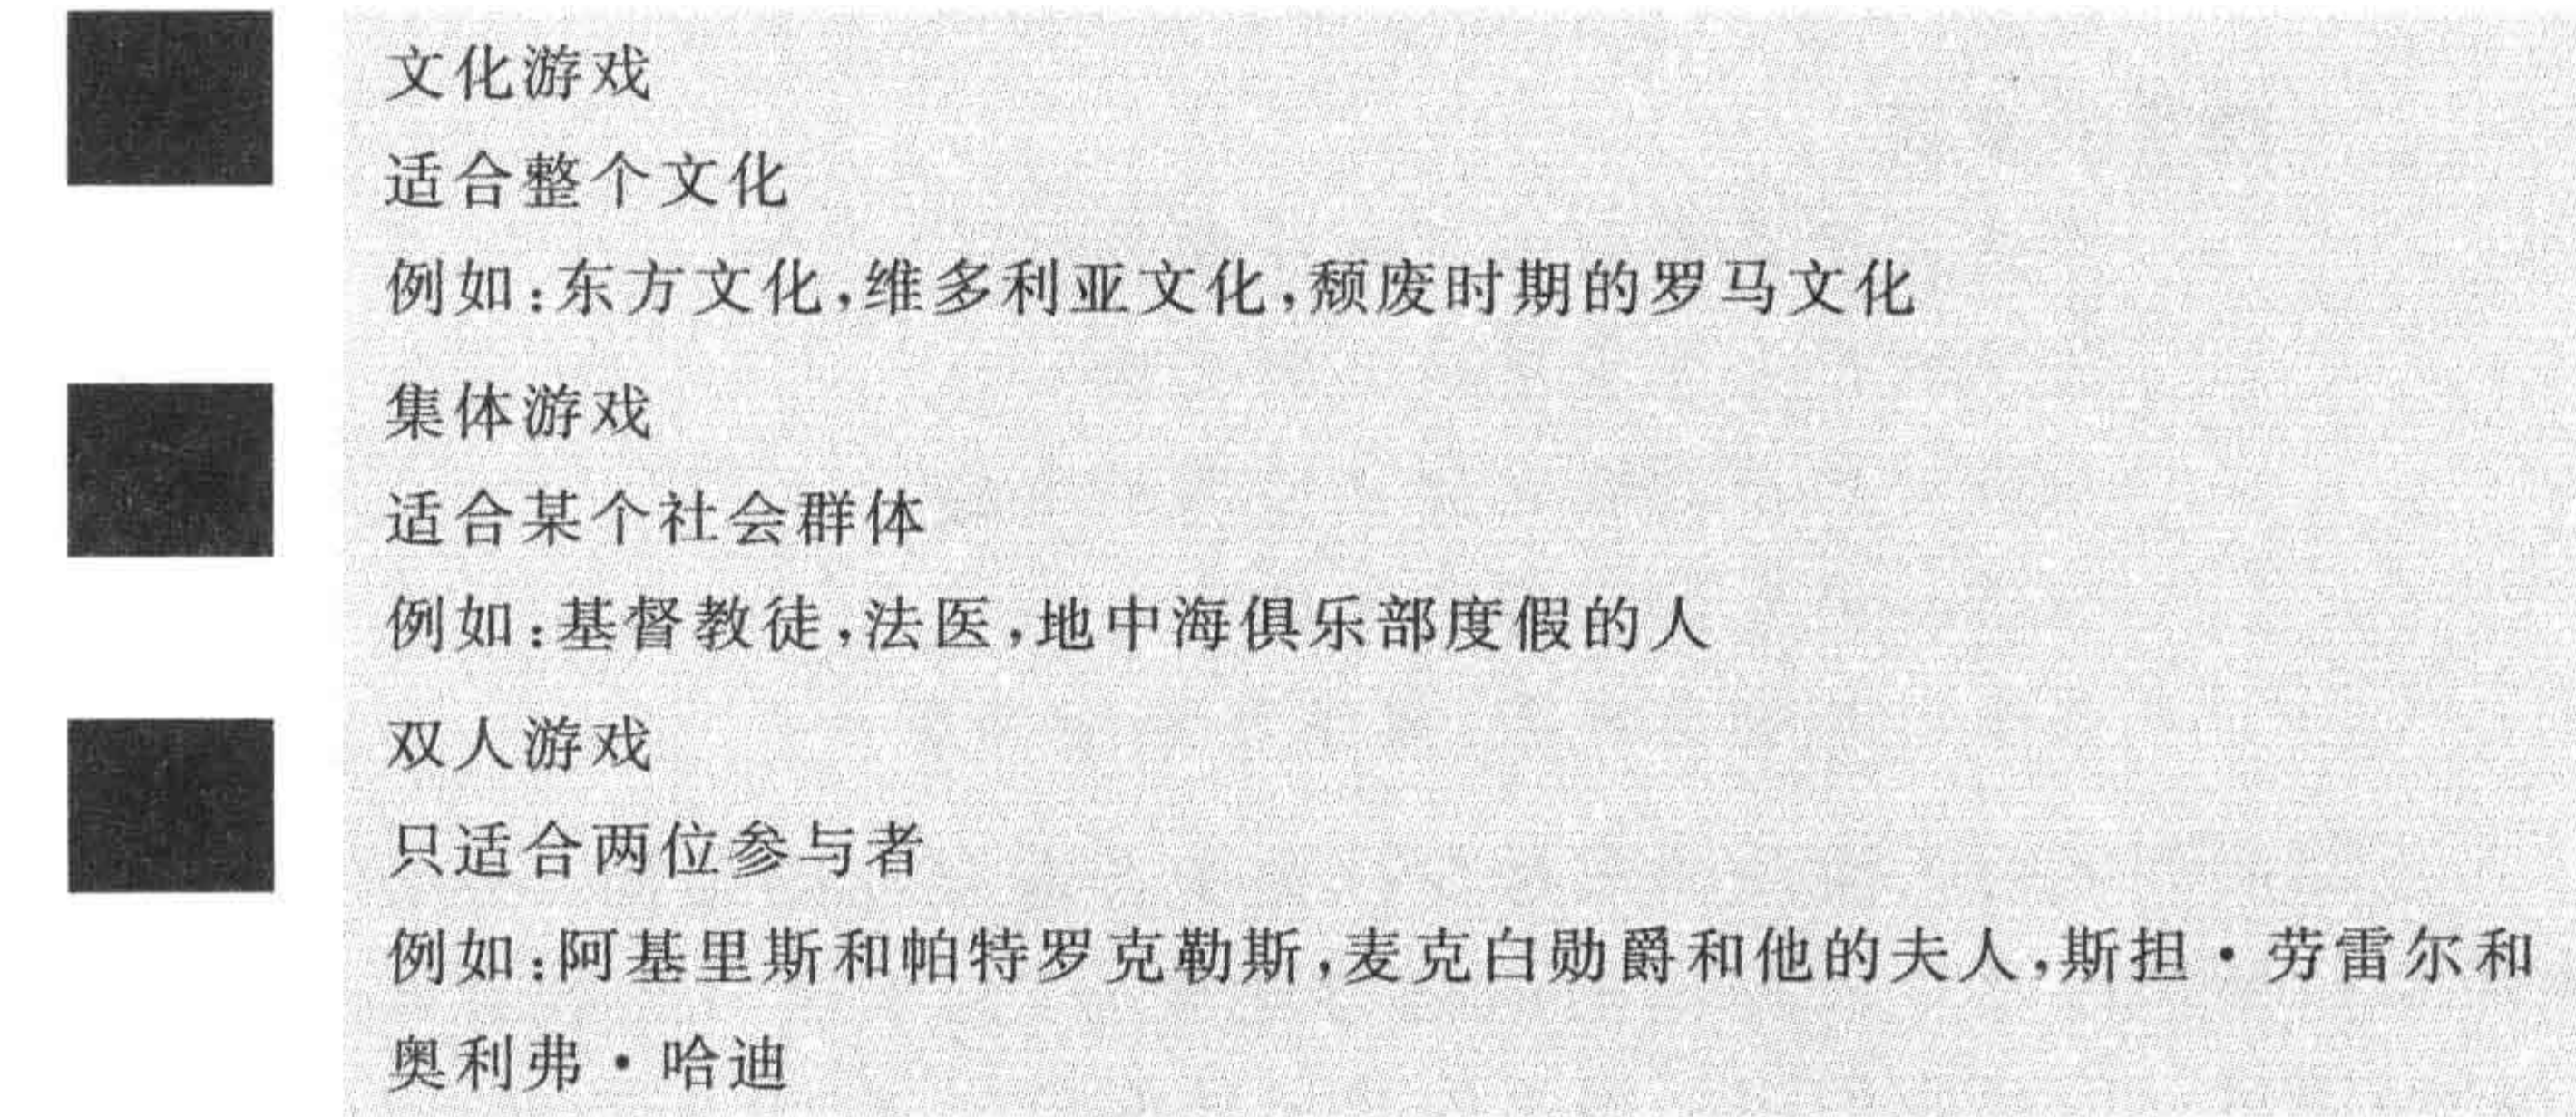 文化游戏
适合整个文化
例如:东方文化,维多利亚文化,颓废时期的罗马文化
集体游戏
适合某个社会群体
例如:基督教徒,法医,地中海俱乐部度假的人
双人游戏
只适合两位参与者
例如:阿基里斯和帕特罗克勒斯,麦克白勋爵和他的夫人,斯担·劳雷尔和
奥利弗·哈迪